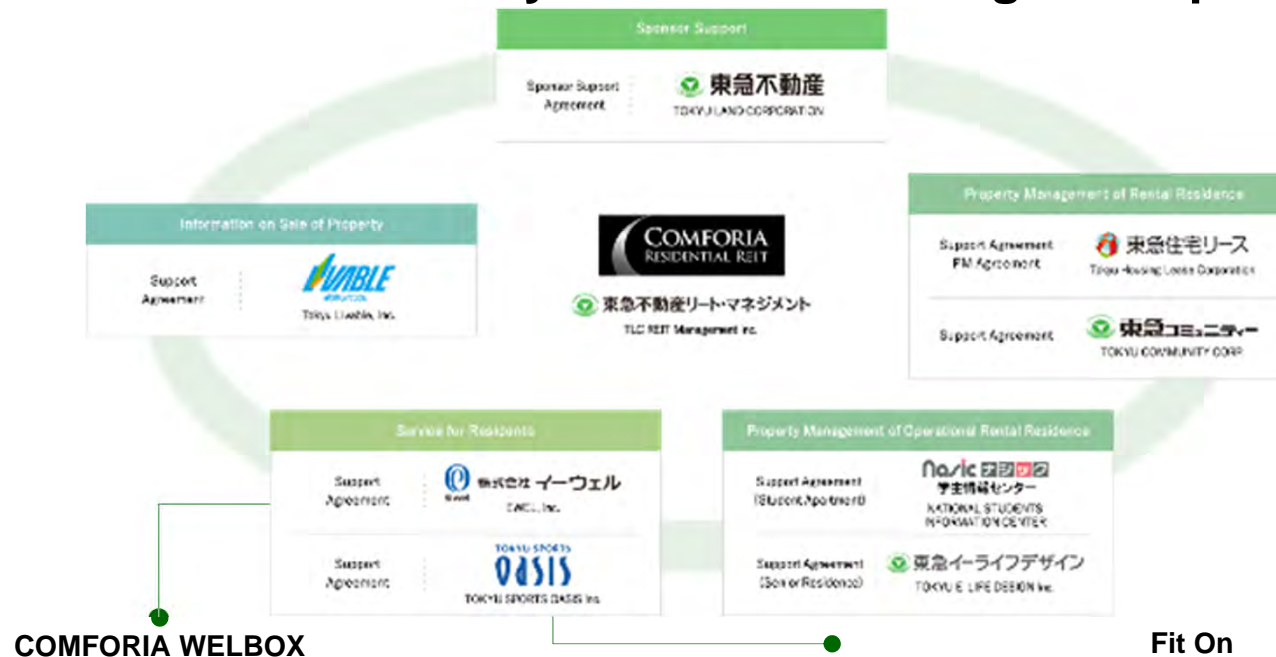 Sponsor Support
Sponsor Support
Agreement
東急不動産
TOKYU LAND CORPORATION
Information on Sale of Property
Support
Agreement
LIVABLE
Tokyu Livable, Inc.
COMFORIA
RESIDENTIAL REIT
東急不動産リート・マネジメント
TLC REIT Management Inc.
Property Management of Rental Residence
Support Agreement
PM Agreement
東急住宅リース
Tokyu Housing Lease Corporation
Support Agreement
東急コミュニティー
TOKYU COMMUNITY CORP.
Service for Residents
Support
Agreement
株式会社 イーウェル
EWEL, Inc.
Support
Agreement
TOKYU SPORTS
OASIS
TOKYU SPORTS OASIS Inc.
Property Management of Operational Rental Residence
Support Agreement
(Student Apartment)
nasic ナジック
学生情報センター
NATIONAL STUDENTS
INFORMATION CENTER
Support Agreement
(Senior Residence)
東急イーライフデザイン
TOKYU E-LIFE DESIGN Inc.
COMFORIA WELBOX
Fit On